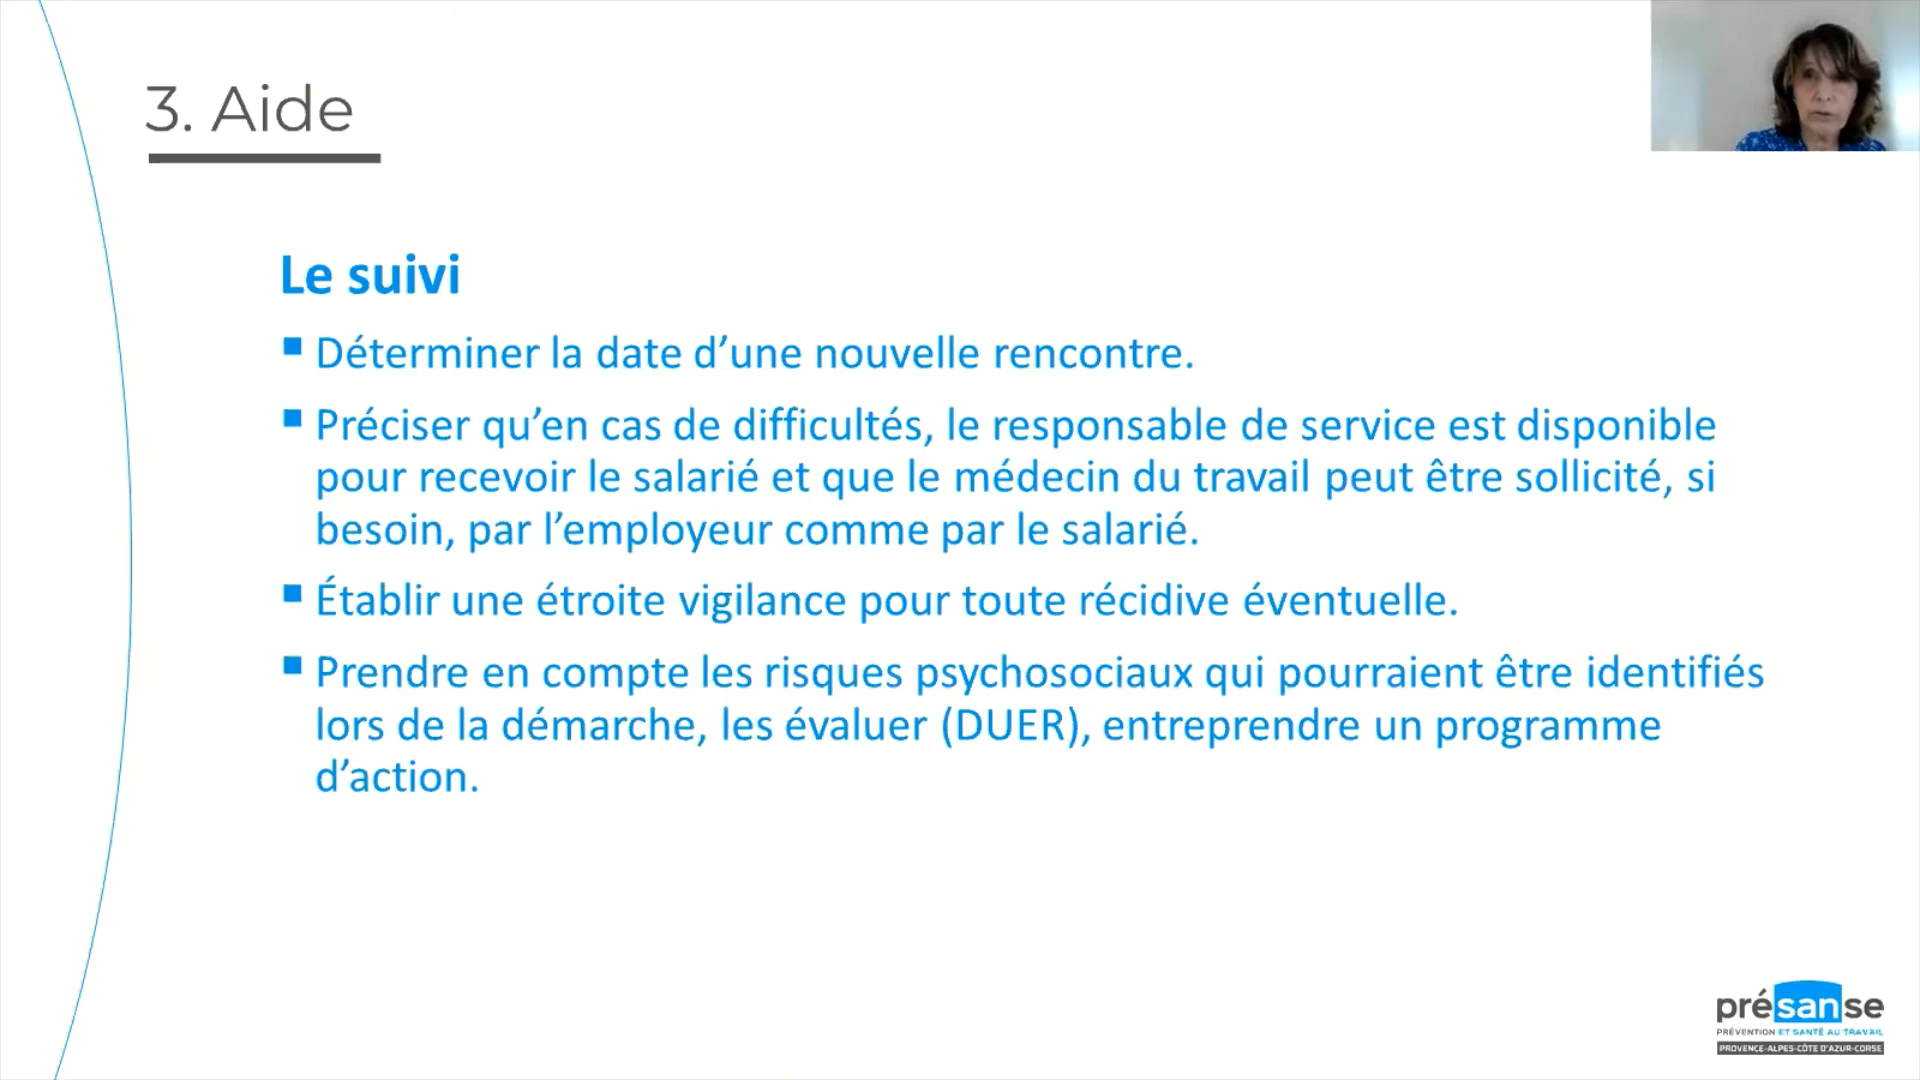 3. Aide
Le suivi
▪ Déterminer la date d’une nouvelle rencontre.
▪ Préciser qu’en cas de difficultés, le responsable de service est disponible
pour recevoir le salarié et que le médecin du travail peut être sollicité, si
besoin, par l’employeur comme par le salarié.
▪ Établir une étroite vigilance pour toute récidive éventuelle.
▪ Prendre en compte les risques psychosociaux qui pourraient être identifiés
lors de la démarche, les évaluer (DUER), entreprendre un programme
d’action.
présanse
PRÉVENTION ET SANTÉ AU TRAVAIL
PROVENCE-ALPES-CÔTE D'AZUR-CORSE